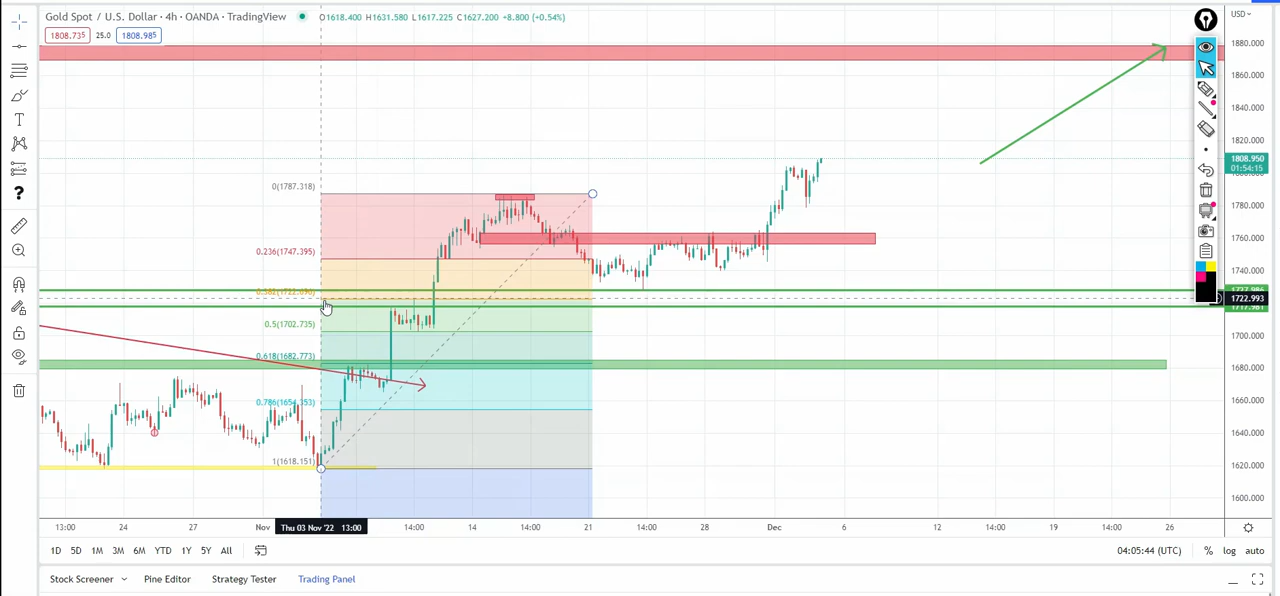 Gold Spot / U.S. Dollar · 4h · OANDA · TradingView
O1618.400 H1631.580 L1617.225 C1627.200 +8.800 (+0.54%)
USD
1808.735 25.0 1808.985
1880.000
1860.000
1840.000
1820.000
1808.950
01:54:15
1780.000
1760.000
1740.000
1722.993
1700.000
1680.000
1660.000
1640.000
1620.000
1600.000
0(1787.318)
0.236(1747.395)
0.5(1702.735)
0.618(1682.773)
1(1618.151)
13:00 24 27 Nov Thu 03 Nov '22 13:00 14:00 14 14:00 21 14:00 28 Dec 6 12 14:00 19 14:00 26
1D 5D 1M 3M 6M YTD 1Y 5Y All
04:05:44 (UTC) % log auto
Stock Screener Pine Editor Strategy Tester Trading Panel